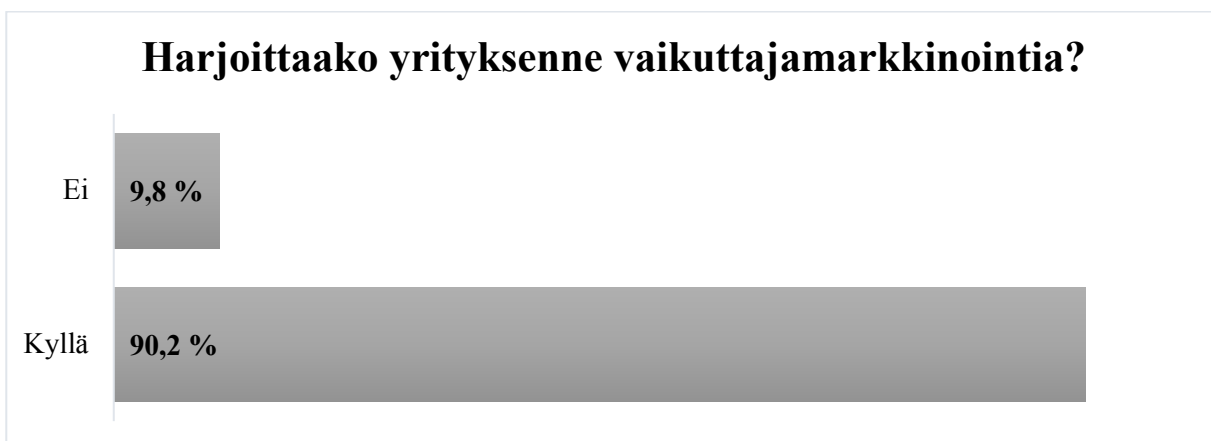 Harjoittaako yrityksenne vaikuttajamarkkinointia?
Ei 9,8 %
Kyllä 90,2 %